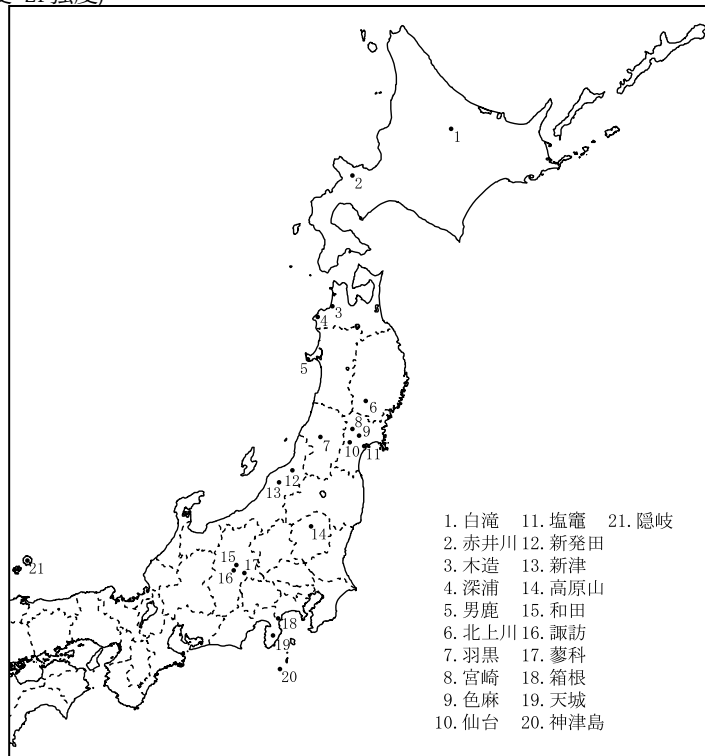 1
2
3
4
5
6
7
8
9
10
11
12
13
14
15
16
17
18
19
20
21
1. 白滝 11. 塩竈 21. 隠岐
2. 赤井川 12. 新発田
3. 木造 13. 新津
4. 深浦 14. 高原山
5. 男鹿 15. 和田
6. 北上川 16. 諏訪
7. 羽黒 17. 蓼科
8. 宮崎 18. 箱根
9. 色麻 19. 天城
10. 仙台 20. 神津島